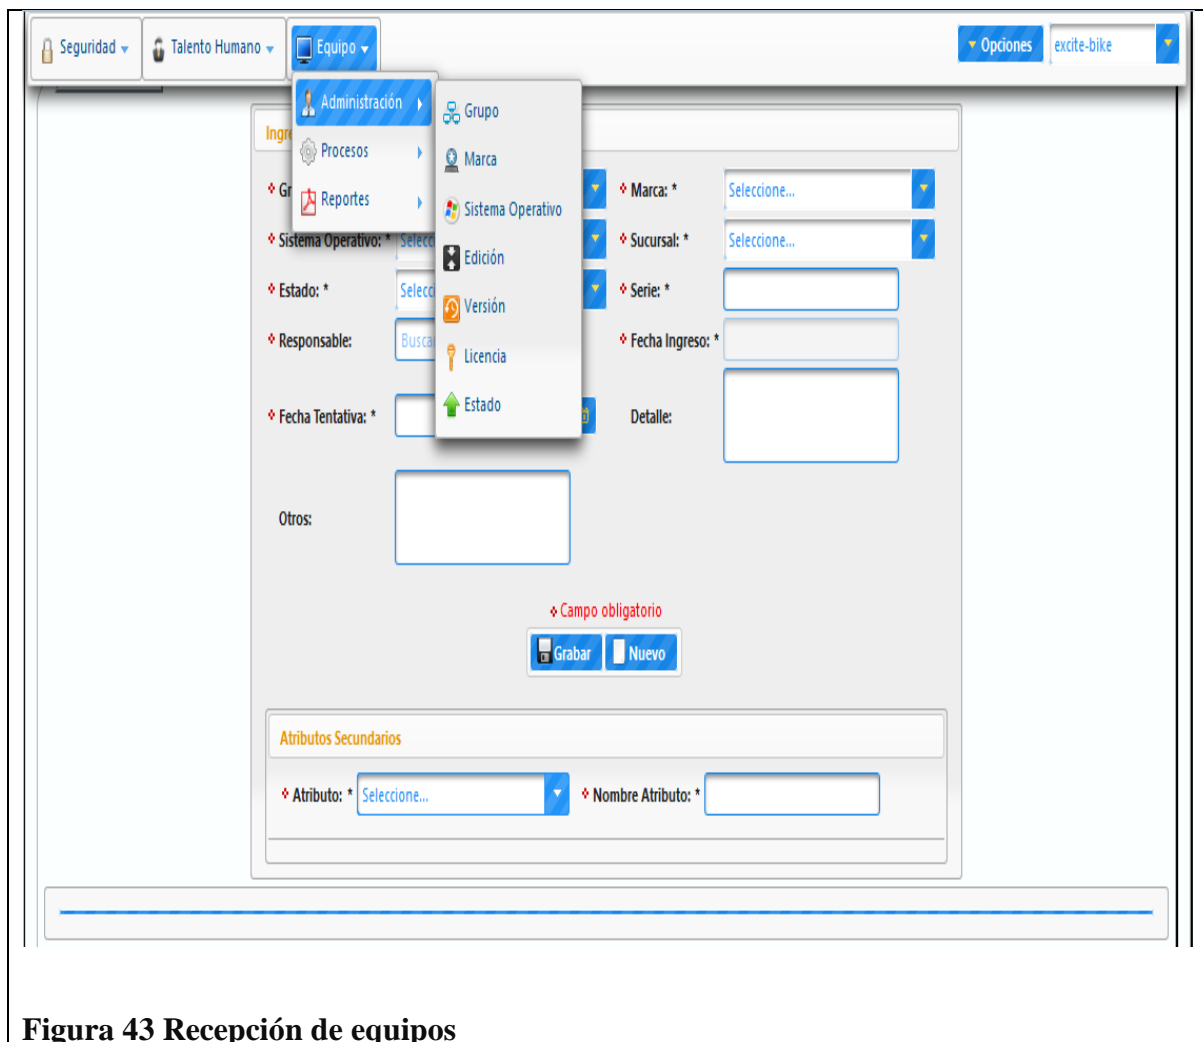 Seguridad Talento Humano Equipo Opciones excite-bike
Administración
Procesos
Reportes
Grupo
Marca
Sistema Operativo
Edición
Versión
Licencia
Estado
Marca: * Seleccione...
Sistema Operativo: * Sucursal: * Seleccione...
Estado: * Serie: *
Responsable: Fecha Ingreso: *
Fecha Tentativa: * Detalle:
Otros:
Campo obligatorio
Grabar Nuevo
Atributos Secundarios
Atributo: * Seleccione... Nombre Atributo: *
Figura 43 Recepción de equipos